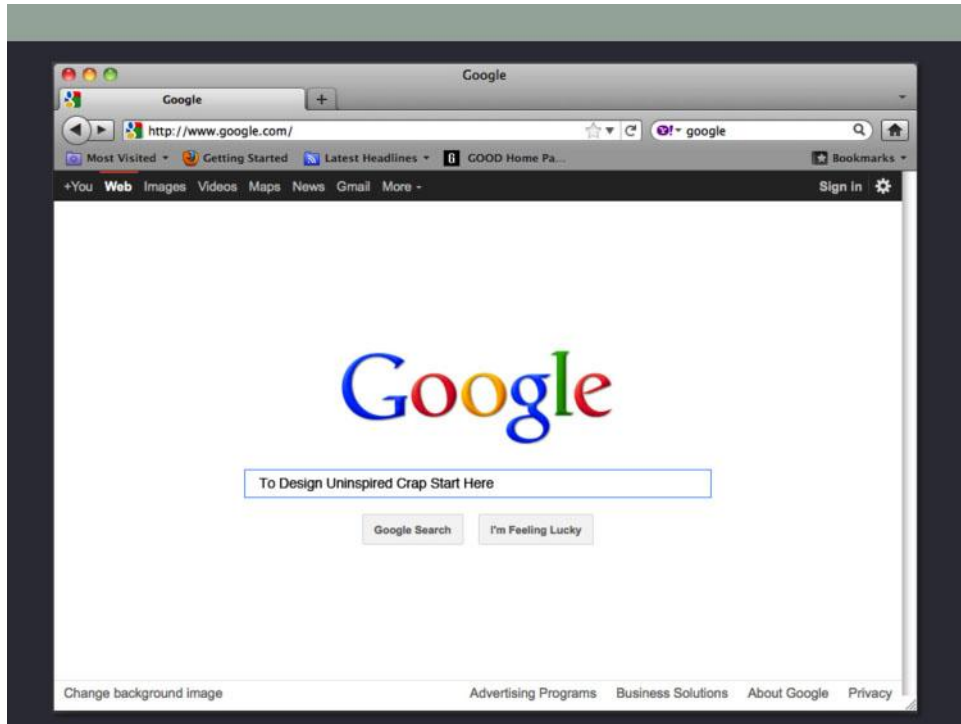 Google
Google +
http://www.google.com/ google
Most Visited Getting Started Latest Headlines GOOD Home Pa... Bookmarks
+You Web Images Videos Maps News Gmail More Sign in
Google
To Design Uninspired Crap Start Here
Google Search I'm Feeling Lucky
Change background image Advertising Programs Business Solutions About Google Privacy